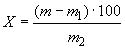 X = (m − m₁) · 100 / m₂